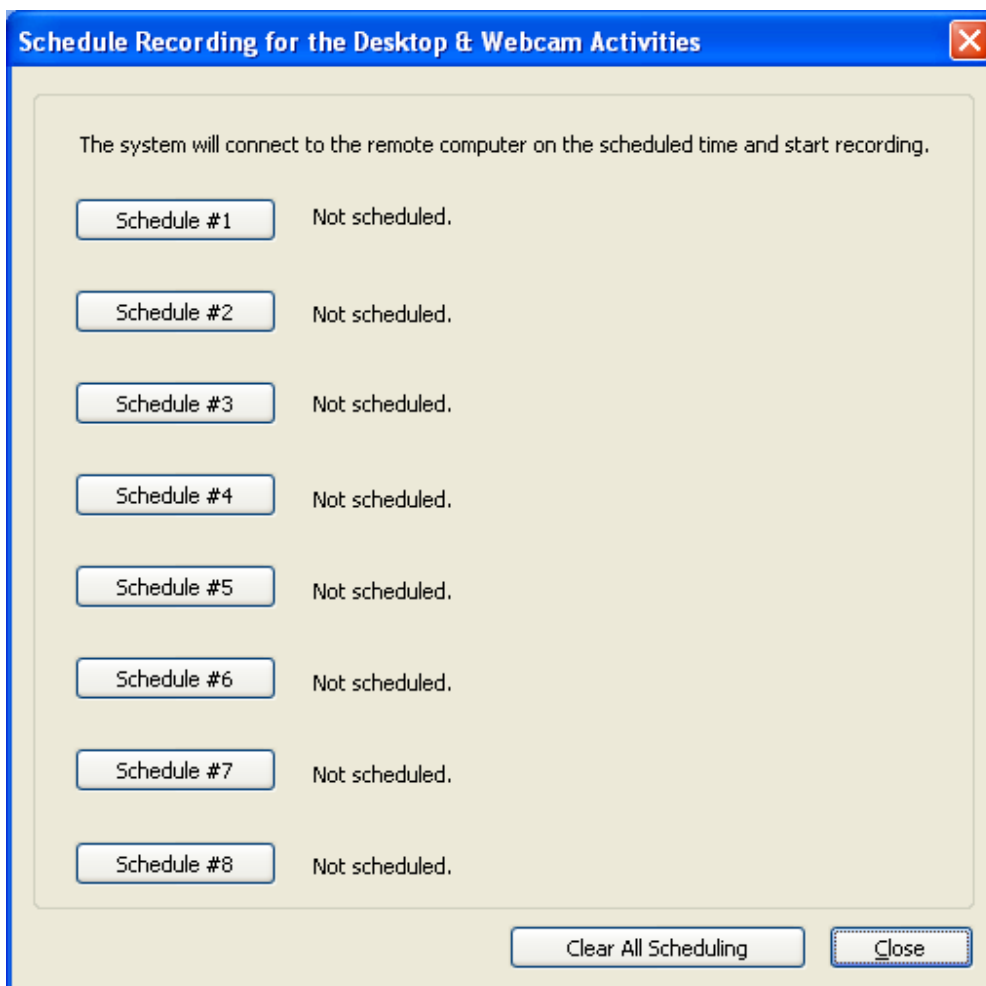 Schedule Recording for the Desktop & Webcam Activities
The system will connect to the remote computer on the scheduled time and start recording.
Schedule #1 Not scheduled.
Schedule #2 Not scheduled.
Schedule #3 Not scheduled.
Schedule #4 Not scheduled.
Schedule #5 Not scheduled.
Schedule #6 Not scheduled.
Schedule #7 Not scheduled.
Schedule #8 Not scheduled.
Clear All Scheduling Close